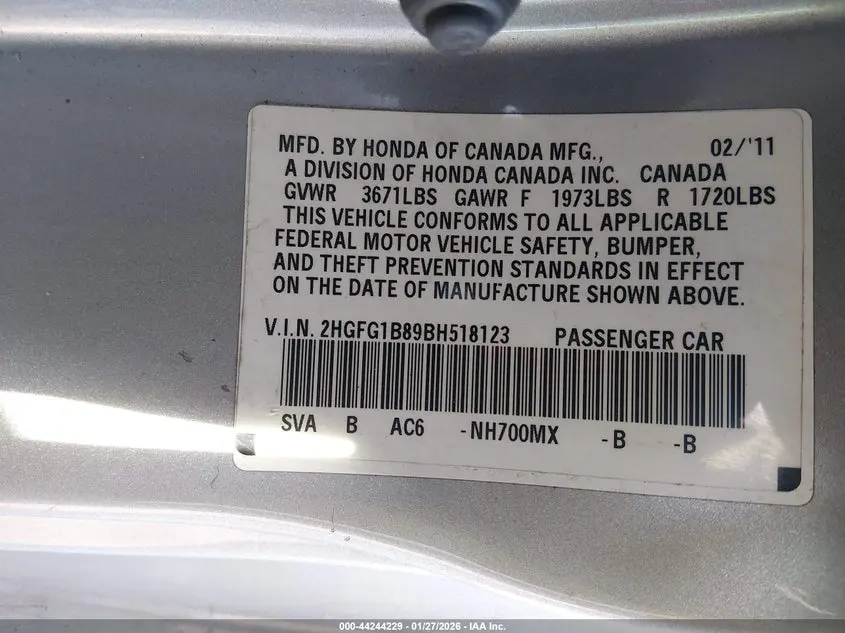 MFD. BY HONDA OF CANADA MFG., 02/'11
A DIVISION OF HONDA CANADA INC. CANADA
GVWR 3671LBS GAWR F 1973LBS R 1720LBS
THIS VEHICLE CONFORMS TO ALL APPLICABLE
FEDERAL MOTOR VEHICLE SAFETY, BUMPER,
AND THEFT PREVENTION STANDARDS IN EFFECT
ON THE DATE OF MANUFACTURE SHOWN ABOVE.
V.I.N. 2HGFG1B89BH518123 PASSENGER CAR
SVA B AC6 -NH700MX -B -B
000-44244229 | 01/27/2026 - IAA Inc.